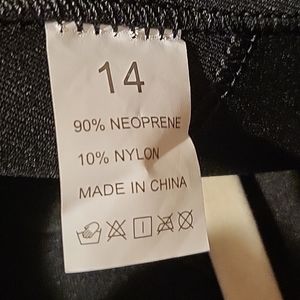 14
90% NEOPRENE
10% NYLON
MADE IN CHINA